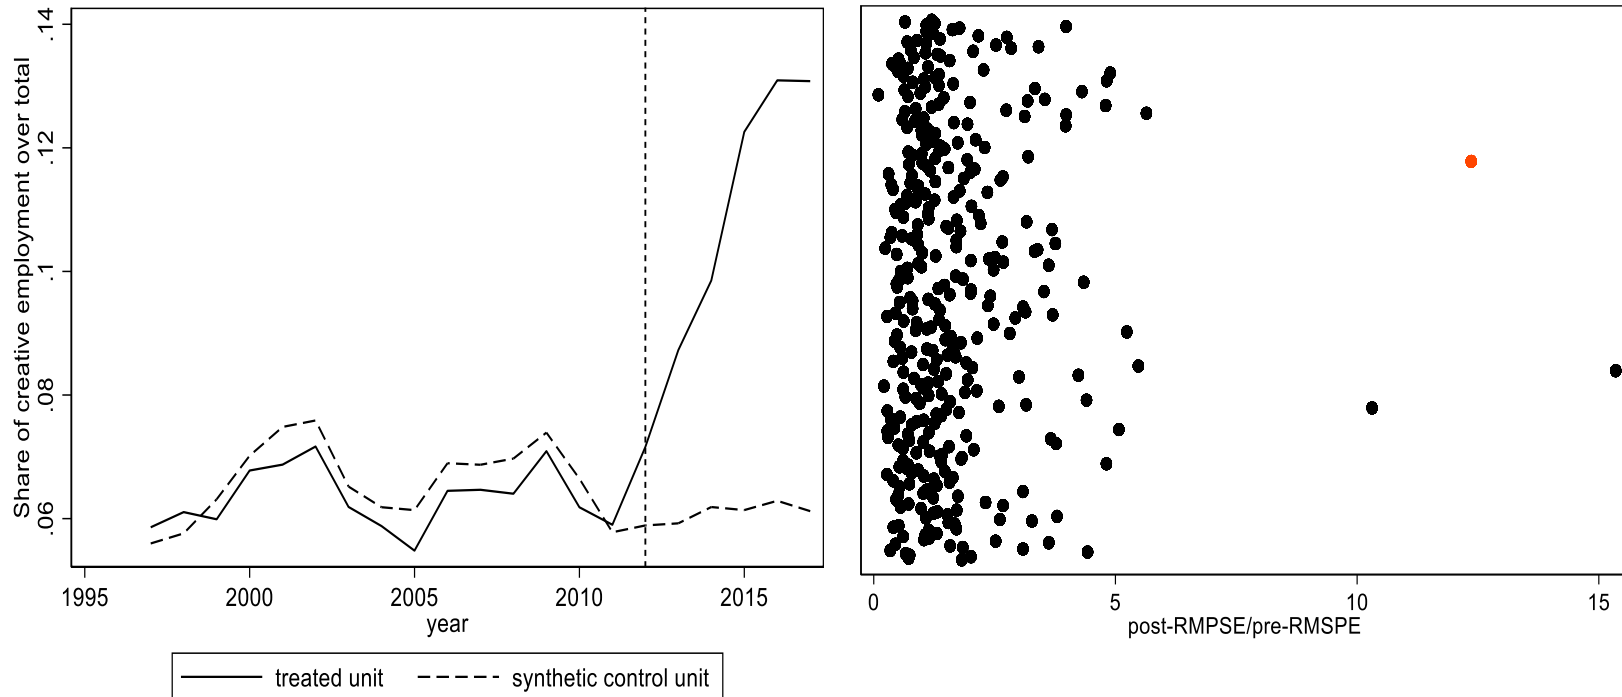 Share of creative employment over total
.14
.12
.1
.08
.06
1995 2000 2005 2010 2015
year
treated unit synthetic control unit
0 5 10 15
post-RMPSE/pre-RMSPE